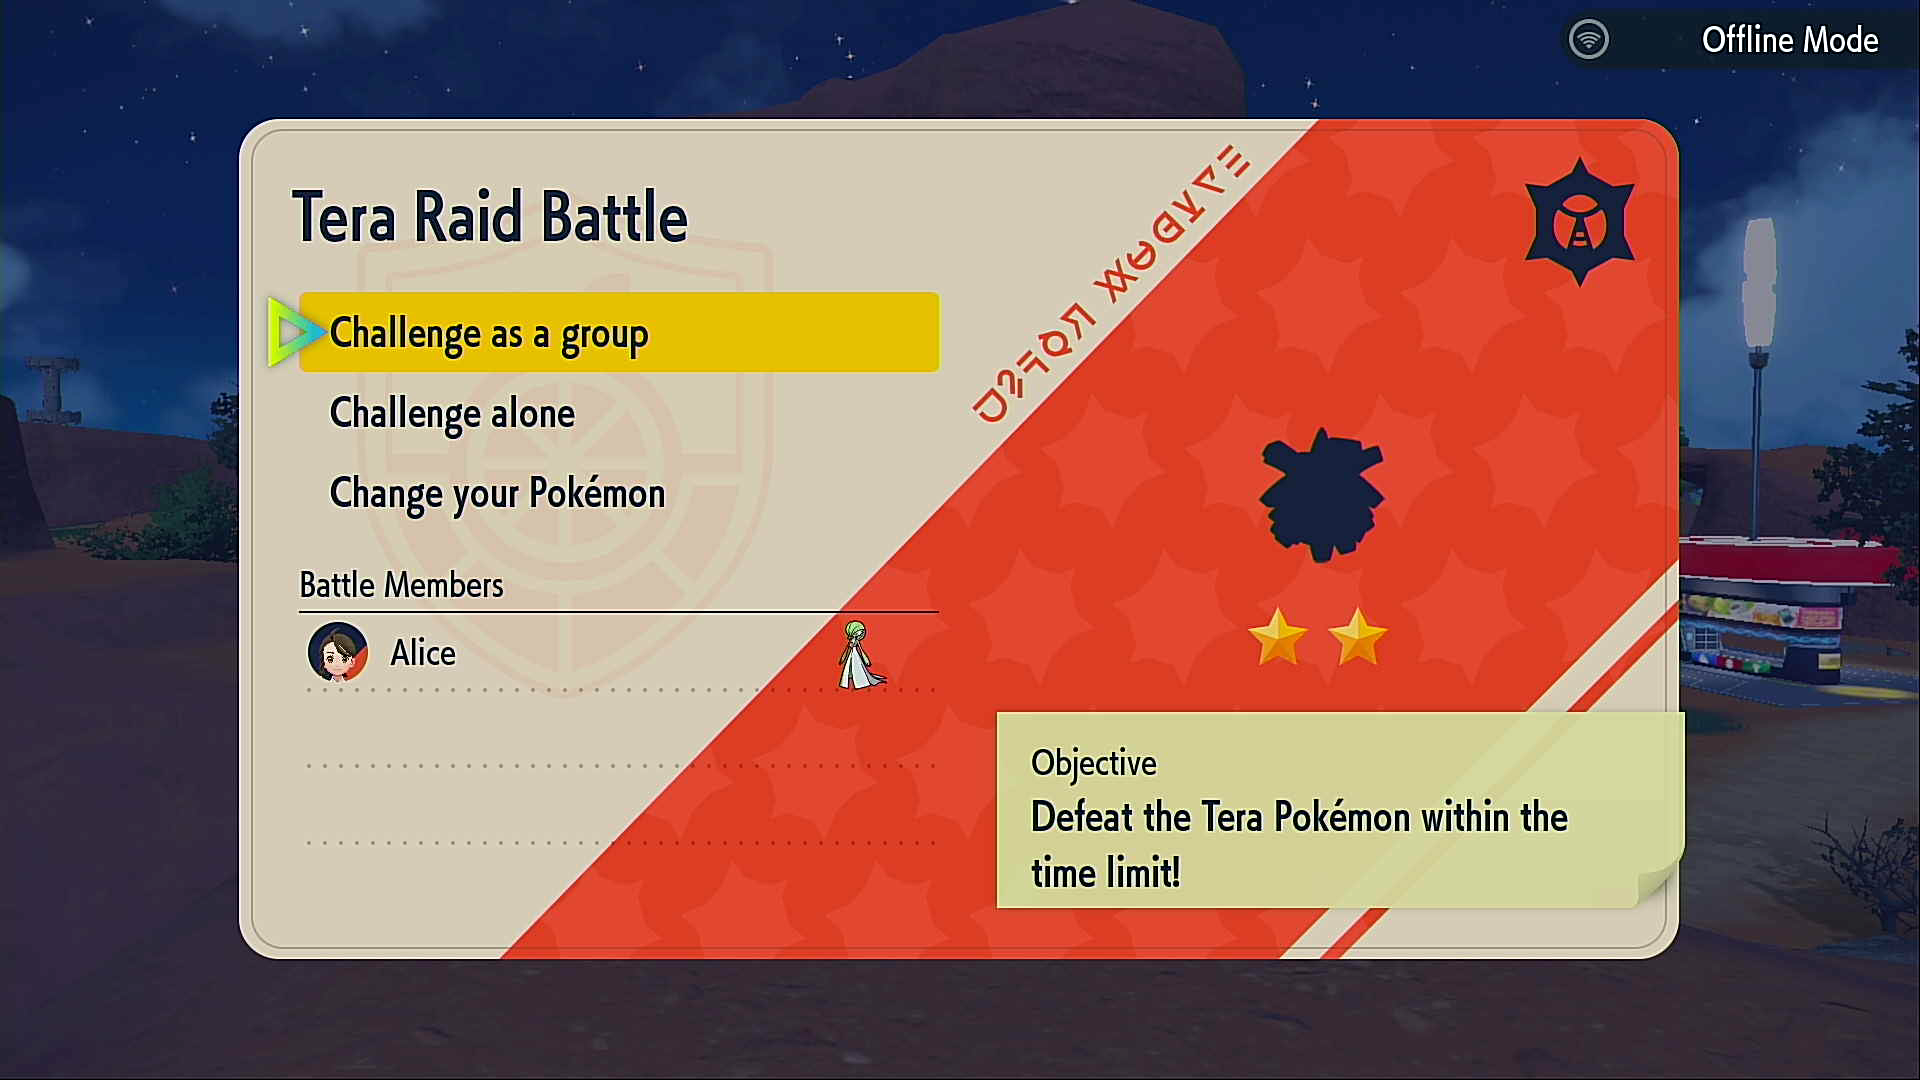 Offline Mode
Tera Raid Battle
Challenge as a group
Challenge alone
Change your Pokémon
Battle Members
Alice
Objective
Defeat the Tera Pokémon within the
time limit!